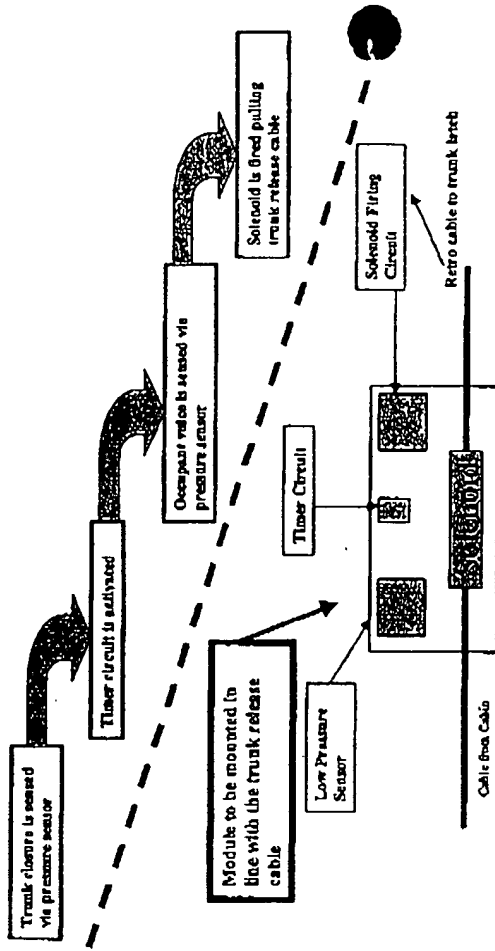 Trunk closure is sensed
via pressure sensor
Timer circuit is activated
Occupant voice is sensed via
pressure sensor
Solenoid is fired pulling
trunk release cable
Module to be mounted in
line with the trunk release
cable
Low Pressure
Sensor
Timer Circuit
Solenoid Firing
Circuit
Retro cable to trunk latch
Solenoid
Cable from Cabin